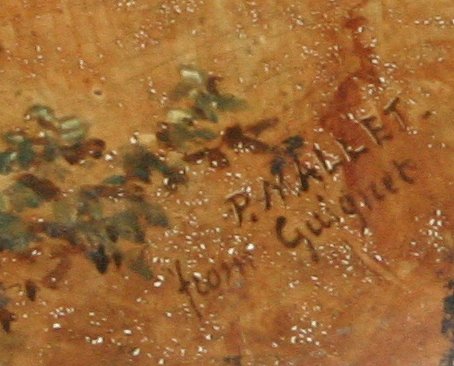 P. MALLET.
from Guignet